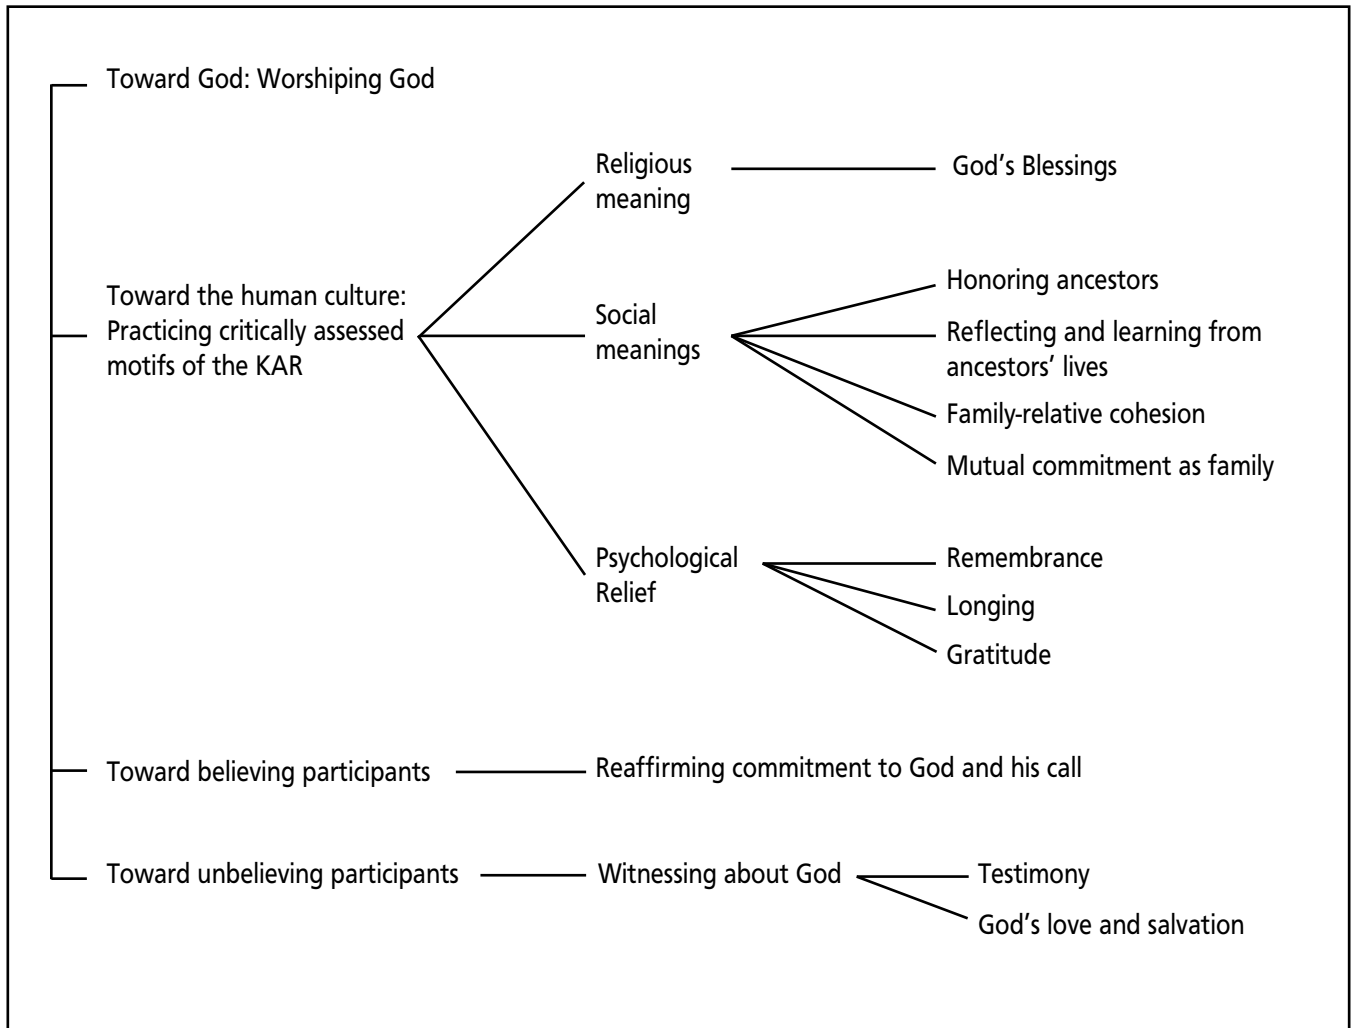 Toward God: Worshiping God
Religious
meaning
God's Blessings
Toward the human culture:
Practicing critically assessed
motifs of the KAR
Social
meanings
Honoring ancestors
Reflecting and learning from
ancestors' lives
Family-relative cohesion
Mutual commitment as family
Psychological
Relief
Remembrance
Longing
Gratitude
Toward believing participants
Reaffirming commitment to God and his call
Toward unbelieving participants
Witnessing about God
Testimony
God's love and salvation